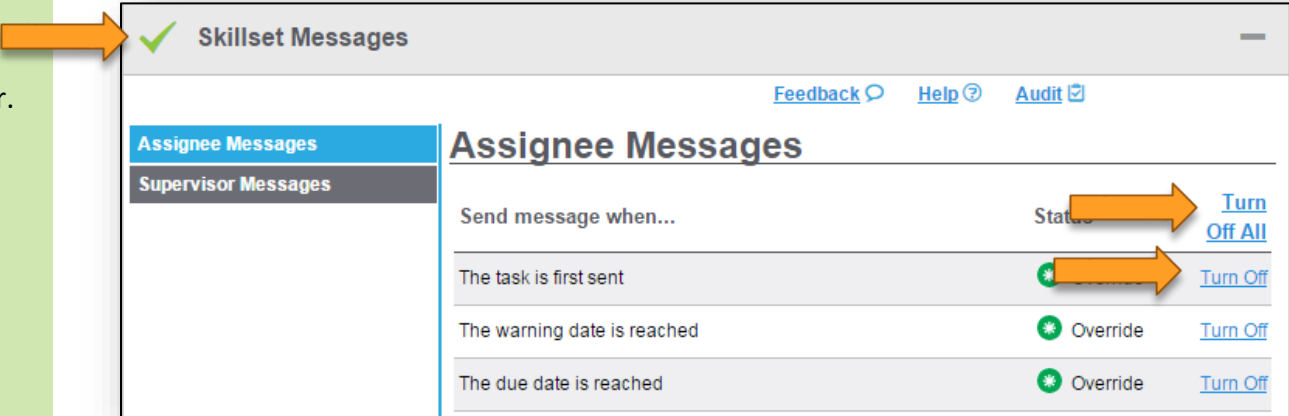 Skillset Messages
r.
Feedback Help Audit
Assignee Messages
Supervisor Messages
Assignee Messages
Send message when... Turn
Off All
The task is first sent Turn Off
The warning date is reached Override Turn Off
The due date is reached Override Turn Off